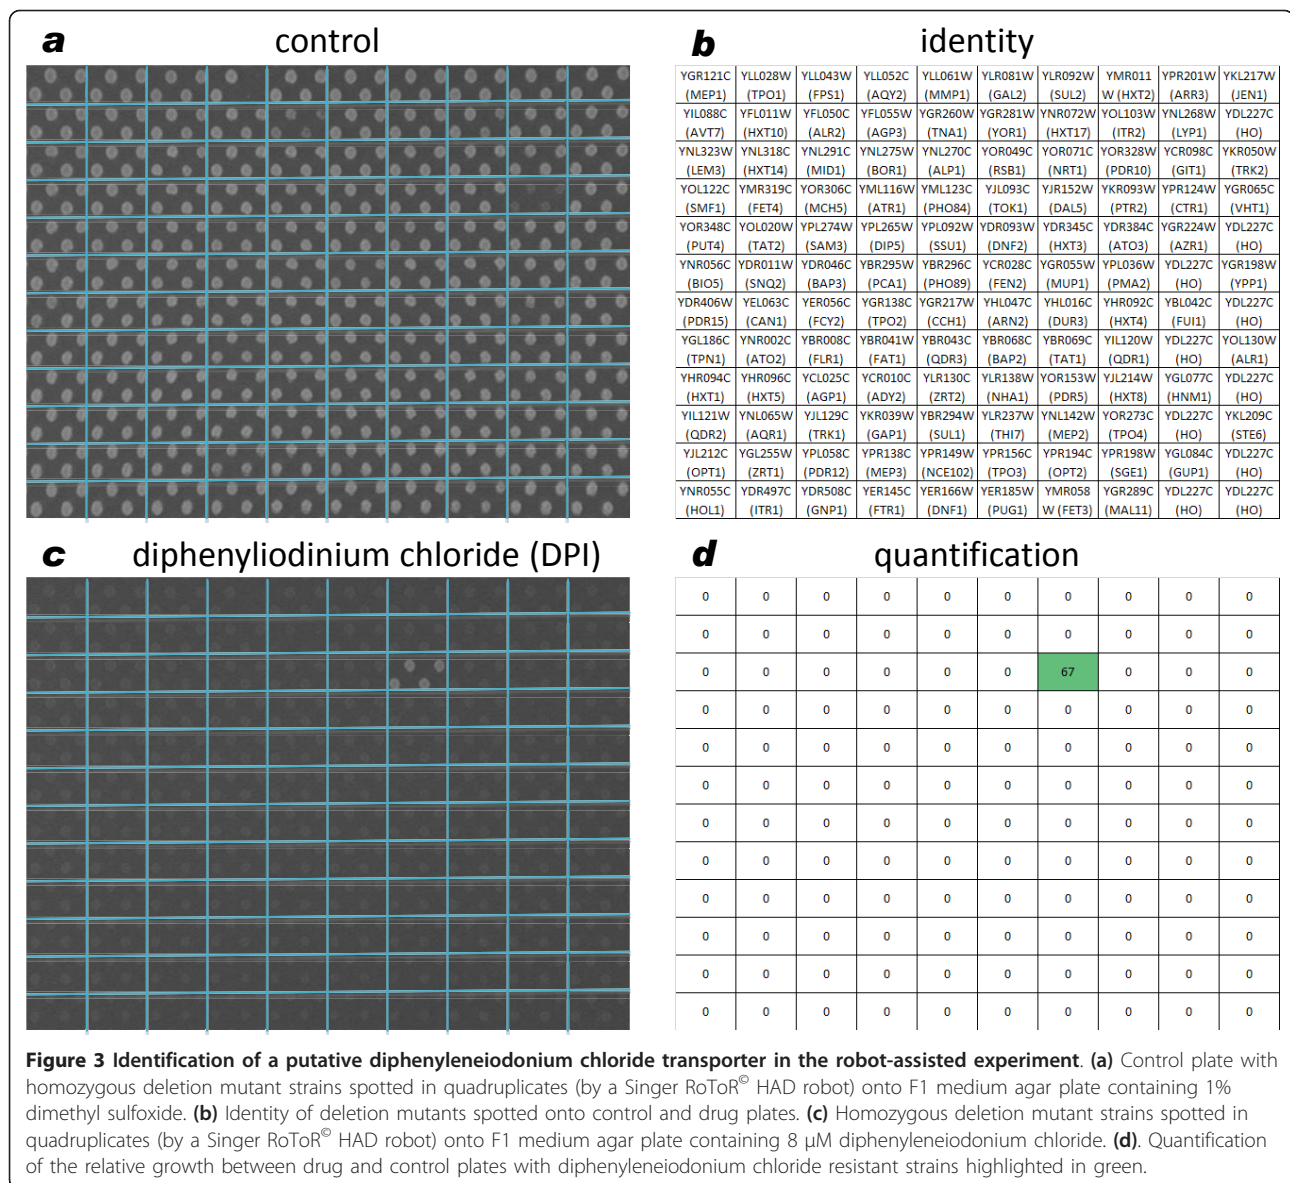 a control
b identity
YGR121C YLL028W YLL043W YLL052C YLL061W YLR081W YLR092W YMR011 YPR201W YKL217W
(MEP1) (TPO1) (FPS1) (AQY2) (MMP1) (GAL2) (SUL2) W (HXT2) (ARR3) (JEN1)
YIL088C YFL011W YFL050C YFL055W YGR260W YGR281W YNR072W YOL103W YNL268W YDL227C
(AVT7) (HXT10) (ALR2) (AGP3) (TNA1) (YOR1) (HXT17) (ITR2) (LYP1) (HO)
YNL323W YNL318C YNL291C YNL275W YNL270C YOR049C YOR071C YOR328W YCR098C YKR050W
(LEM3) (HXT14) (MID1) (BOR1) (ALP1) (RSB1) (NRT1) (PDR10) (GIT1) (TRK2)
YOL122C YMR319C YOR306C YML116W YML123C YJL093C YJR152W YKR093W YPR124W YGR065C
(SMF1) (FET4) (MCH5) (ATR1) (PHO84) (TOK1) (DAL5) (PTR2) (CTR1) (VHT1)
YOR348C YOL020W YPL274W YPL265W YPL092W YDR093W YDR345C YDR384C YGR224W YDL227C
(PUT4) (TAT2) (SAM3) (DIP5) (SSU1) (DNF2) (HXT3) (ATO3) (AZR1) (HO)
YNR056C YDR011W YDR046C YBR295W YBR296C YCR028C YGR055W YPL036W YDL227C YGR198W
(BIO5) (SNQ2) (BAP3) (PCA1) (PHO89) (FEN2) (MUP1) (PMA2) (HO) (YPP1)
YDR406W YEL063C YER056C YGR138C YGR217W YHL047C YHL016C YHR092C YBL042C YDL227C
(PDR15) (CAN1) (FCY2) (TPO2) (CCH1) (ARN2) (DUR3) (HXT4) (FUI1) (HO)
YGL186C YNR002C YBR008C YBR041W YBR043C YBR068C YBR069C YIL120W YDL227C YOL130W
(TPN1) (ATO2) (FLR1) (FAT1) (QDR3) (BAP2) (TAT1) (QDR1) (HO) (ALR1)
YHR094C YHR096C YCL025C YCR010C YLR130C YLR138W YOR153W YJL214W YGL077C YDL227C
(HXT1) (HXT5) (AGP1) (ADY2) (ZRT2) (NHA1) (PDR5) (HXT8) (HNM1) (HO)
YIL121W YNL065W YJL129C YKR039W YBR294W YLR237W YNL142W YOR273C YDL227C YKL209C
(QDR2) (AQR1) (TRK1) (GAP1) (SUL1) (THI7) (MEP2) (TPO4) (HO) (STE6)
YJL212C YGL255W YPL058C YPR138C YPR149W YPR156C YPR194C YPR198W YGL084C YDL227C
(OPT1) (ZRT1) (PDR12) (MEP3) (NCE102) (TPO3) (OPT2) (SGE1) (GUP1) (HO)
YNR055C YDR497C YDR508C YER145C YER166W YER185W YMR058 YGR289C YDL227C YDL227C
(HOL1) (ITR1) (GNP1) (FTR1) (DNF1) (PUG1) W (FET3) (MAL11) (HO) (HO)
c diphenyliodinium chloride (DPI)
d quantification
0 0 0 0 0 0 0 0 0 0
0 0 0 0 0 0 0 0 0 0
0 0 0 0 0 0 67 0 0 0
0 0 0 0 0 0 0 0 0 0
0 0 0 0 0 0 0 0 0 0
0 0 0 0 0 0 0 0 0 0
0 0 0 0 0 0 0 0 0 0
0 0 0 0 0 0 0 0 0 0
0 0 0 0 0 0 0 0 0 0
0 0 0 0 0 0 0 0 0 0
0 0 0 0 0 0 0 0 0 0
0 0 0 0 0 0 0 0 0 0
Figure 3 Identification of a putative diphenyleneiodonium chloride transporter in the robot-assisted experiment. (a) Control plate with
homozygous deletion mutant strains spotted in quadruplicates (by a Singer RoToR© HAD robot) onto F1 medium agar plate containing 1%
dimethyl sulfoxide. (b) Identity of deletion mutants spotted onto control and drug plates. (c) Homozygous deletion mutant strains spotted in
quadruplicates (by a Singer RoToR© HAD robot) onto F1 medium agar plate containing 8 μM diphenyleneiodonium chloride. (d). Quantification
of the relative growth between drug and control plates with diphenyleneiodonium chloride resistant strains highlighted in green.